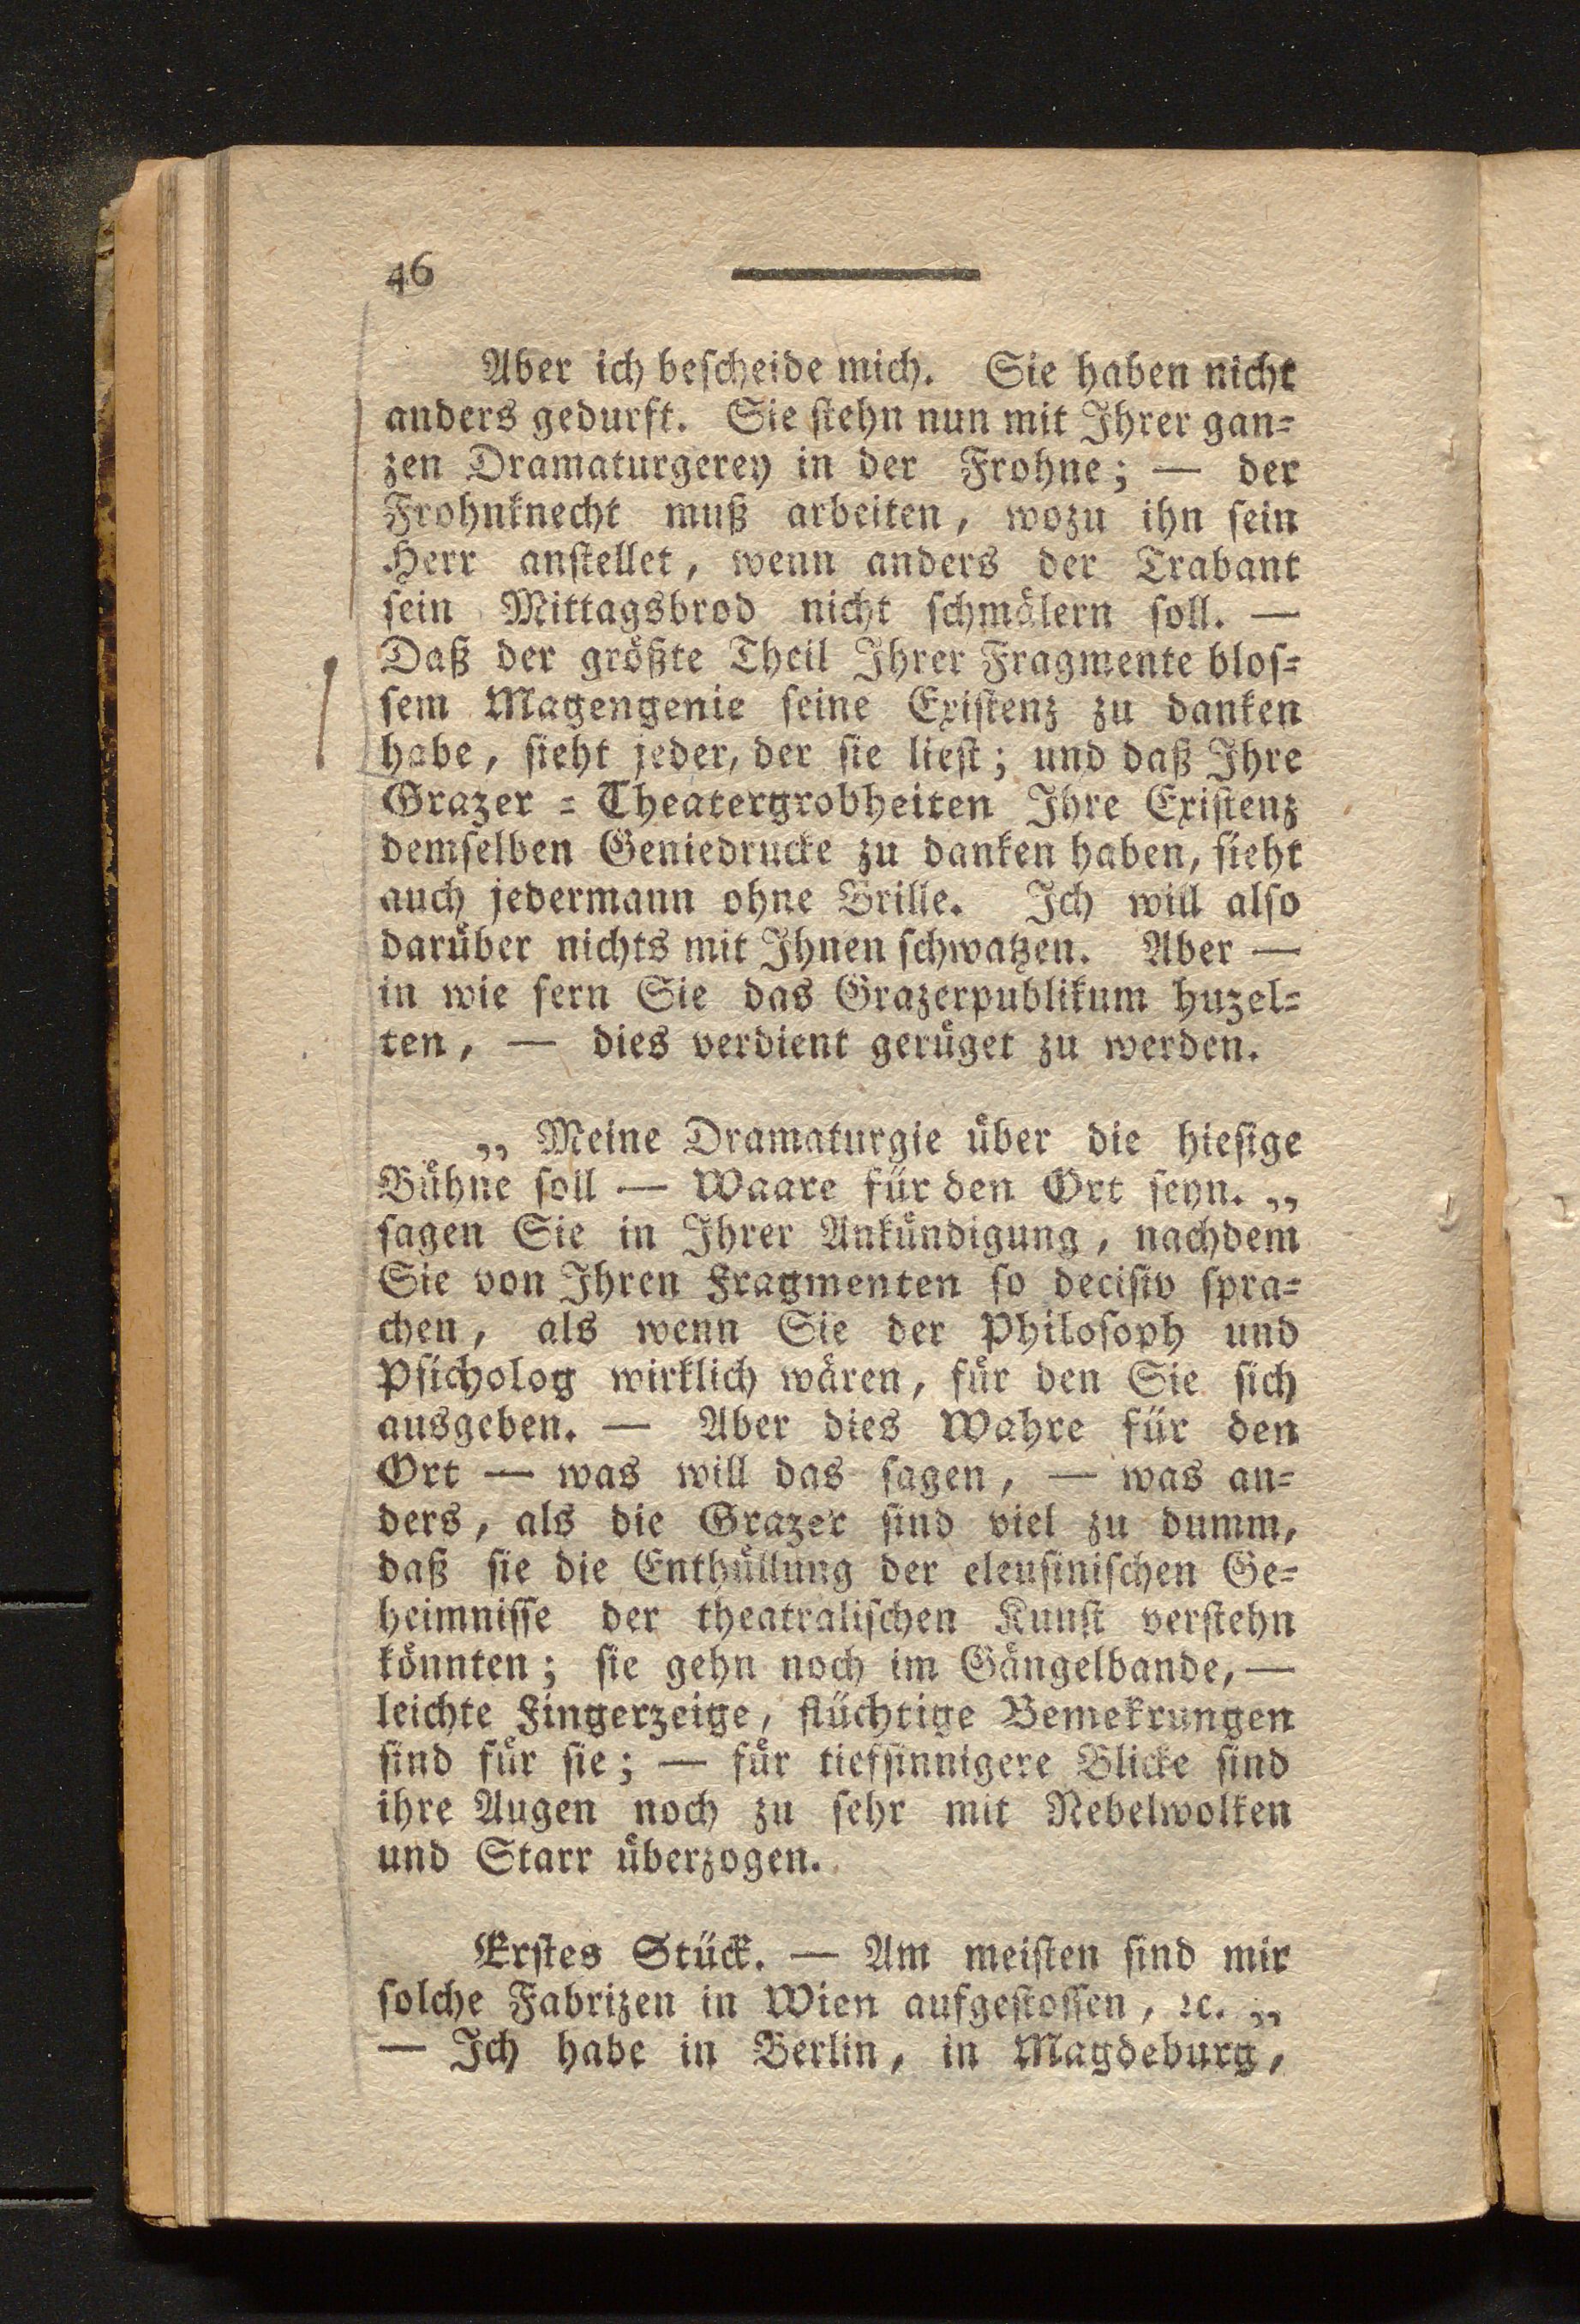 46
Aber ich bescheide mich. Sie haben nicht
anders gedurft. Sie stehn nun mit Ihrer gan=
zen Dramaturgerey in der Frohne; — der
Frohnknecht muß arbeiten, wozu ihn sein
Herr anstellet, wenn anders der Trabant
sein Mittagsbrod nicht schmälern soll. —
Daß der größte Theil Ihrer Fragmente blos=
sem Magengenie seine Existenz zu danken
habe, sieht jeder, der sie liest; und daß Ihre
Grazer = Theatergrobheiten Ihre Existenz
demselben Geniedrucke zu danken haben, sieht
auch jedermann ohne Brille. Ich will also
darüber nichts mit Ihnen schwatzen. Aber —
in wie fern Sie das Grazerpublikum huzel=
ten, — dies verdient gerüget zu werden.
„ Meine Dramaturgie über die hiesige
Bühne soll — Waare für den Ort seyn. „
sagen Sie in Ihrer Ankündigung, nachdem
Sie von Ihren Fragmenten so decisiv spra=
chen, als wenn Sie der Philosoph und
Psicholog wirklich wären, für den Sie sich
ausgeben. — Aber dies Wahre für den
Ort — was will das sagen, — was an=
ders, als die Grazer sind viel zu dumm,
daß sie die Enthüllung der eleusinischen Ge=
heimnisse der theatralischen Kunst verstehn
könnten; sie gehn noch im Gängelbande, —
leichte Fingerzeige, flüchtige Bemekrungen
sind für sie; — für tiefsinnigere Blicke sind
ihre Augen noch zu sehr mit Nebelwolken
und Starr überzogen.
Erstes Stück. — Am meisten sind mir
solche Fabrizen in Wien aufgestossen, ꝛc. „
— Ich habe in Berlin, in Magdeburg,